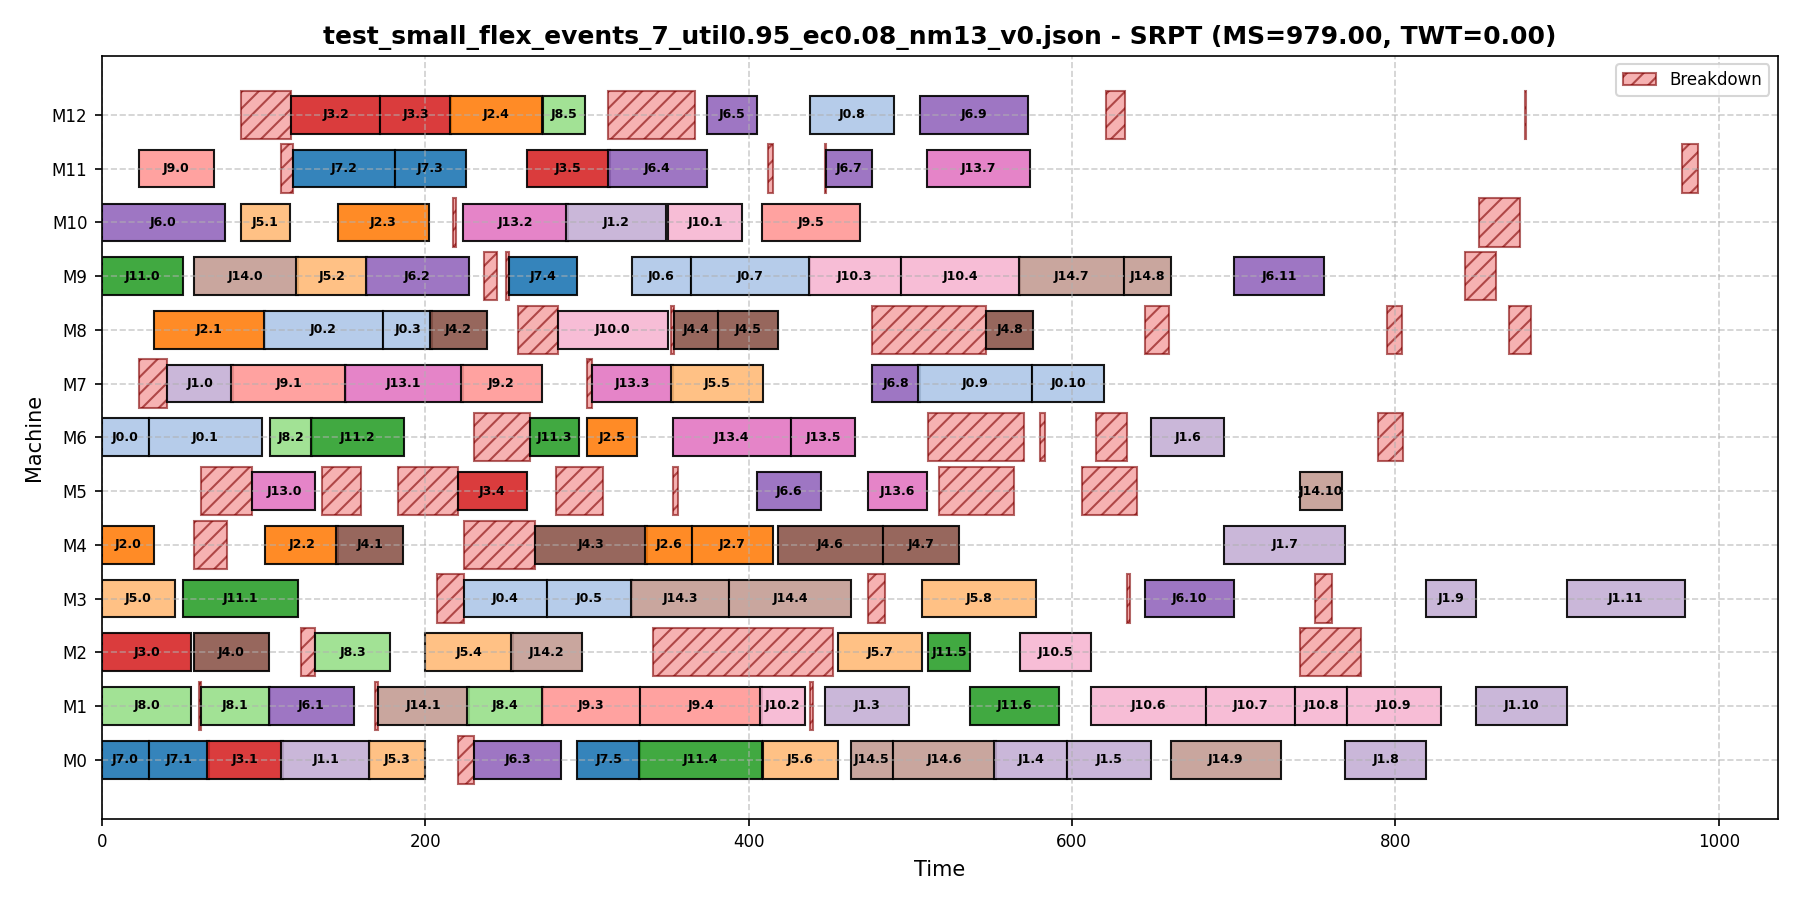 test_small_flex_events_7_util0.95_ec0.08_nm13_v0.json - SRPT (MS=979.00, TWT=0.00)
Breakdown
M12 J3.2 J3.3 J2.4 J8.5 J6.5 J0.8 J6.9
M11 J9.0 J7.2 J7.3 J3.5 J6.4 J6.7 J13.7
M10 J6.0 J5.1 J2.3 J13.2 J1.2 J10.1 J9.5
M9 J11.0 J14.0 J5.2 J6.2 J7.4 J0.6 J0.7 J10.3 J10.4 J14.7 J14.8 J6.11
M8 J2.1 J0.2 J0.3 J4.2 J10.0 J4.4 J4.5 J4.8
M7 J1.0 J9.1 J13.1 J9.2 J13.3 J5.5 J6.8 J0.9 J0.10
M6 J0.0 J0.1 J8.2 J11.2 J11.3 J2.5 J13.4 J13.5 J1.6
M5 J13.0 J3.4 J6.6 J13.6 J14.10
M4 J2.0 J2.2 J4.1 J4.3 J2.6 J2.7 J4.6 J4.7 J1.7
M3 J5.0 J11.1 J0.4 J0.5 J14.3 J14.4 J5.8 J6.10 J1.9 J1.11
M2 J3.0 J4.0 J8.3 J5.4 J14.2 J5.7 J11.5 J10.5
M1 J8.0 J8.1 J6.1 J14.1 J8.4 J9.3 J9.4 J10.2 J1.3 J11.6 J10.6 J10.7 J10.8 J10.9 J1.10
M0 J7.0 J7.1 J3.1 J1.1 J5.3 J6.3 J7.5 J11.4 J5.6 J14.5 J14.6 J1.4 J1.5 J14.9 J1.8
Machine
0 200 400 600 800 1000
Time